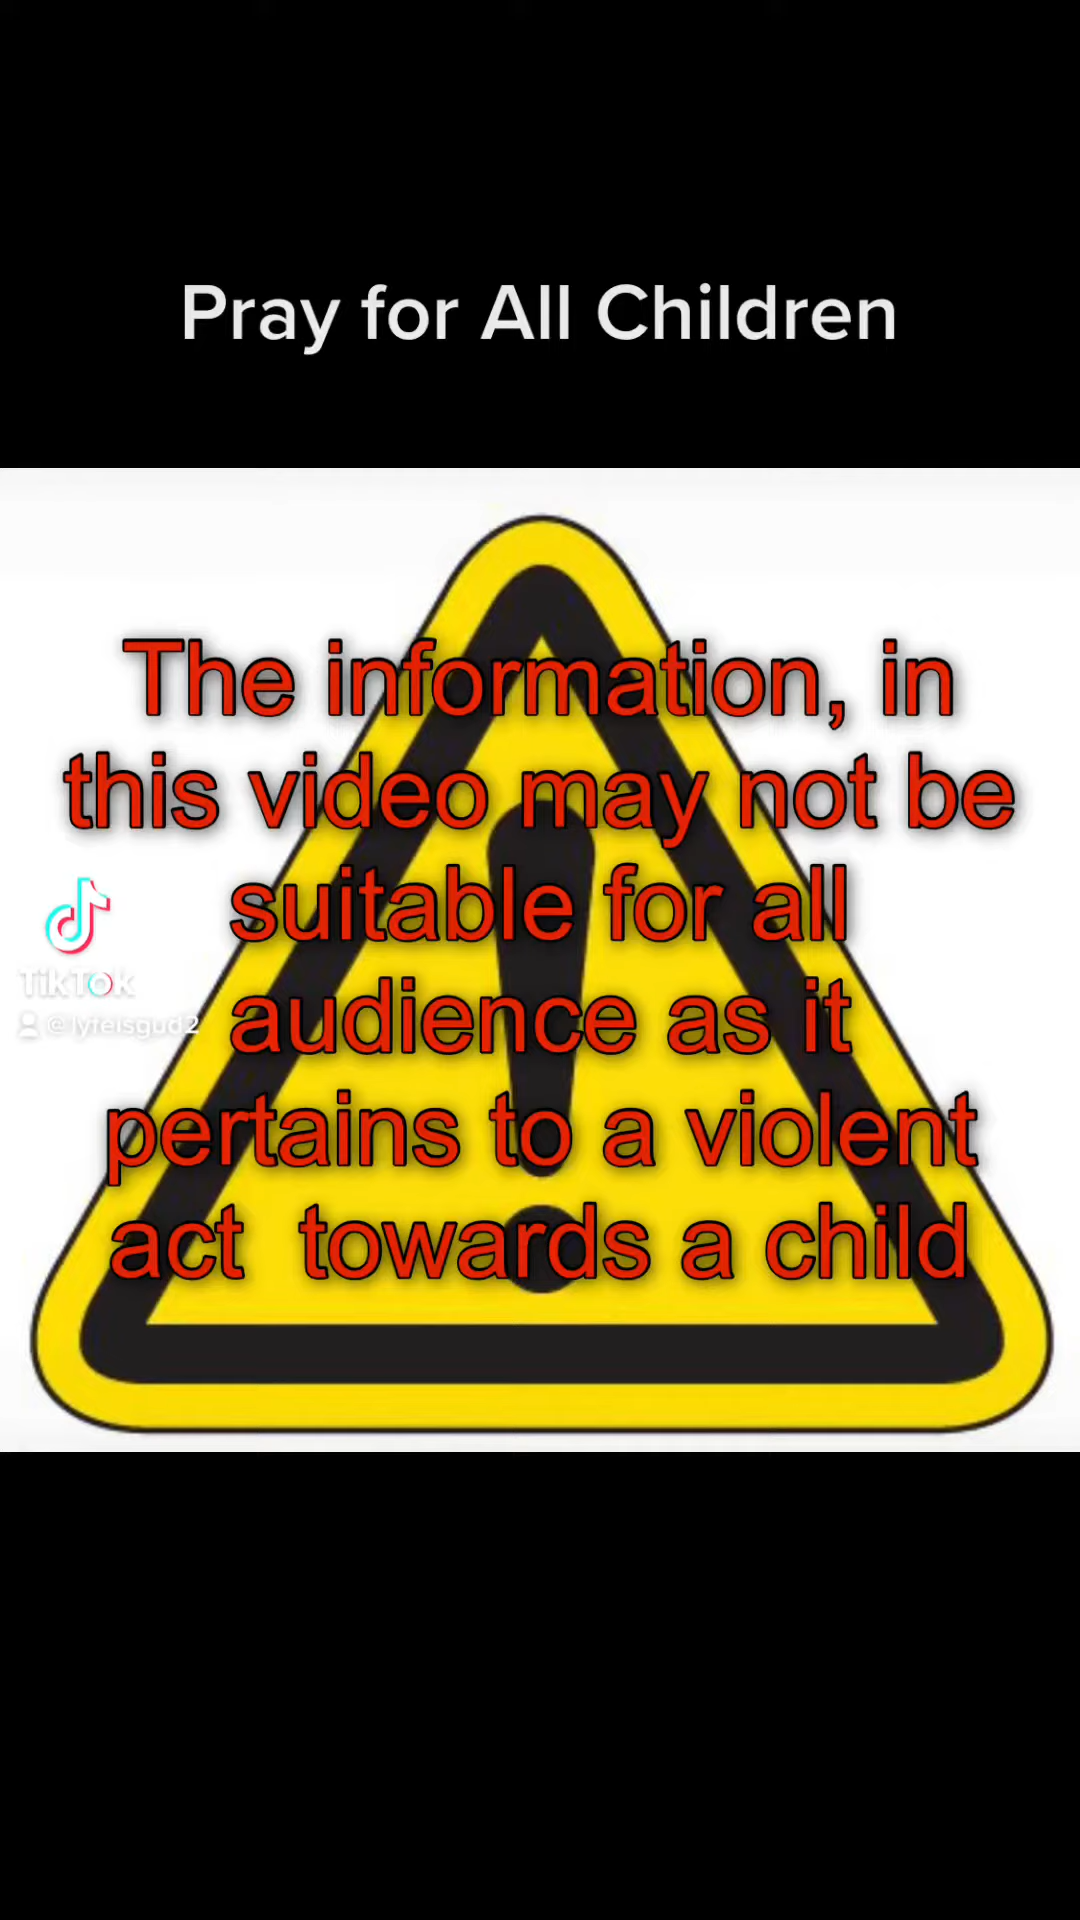 Pray for All Children
The information, in
this video may not be
suitable for all
audience as it
pertains to a violent
act towards a child
TikTok
@lyfeisgud2